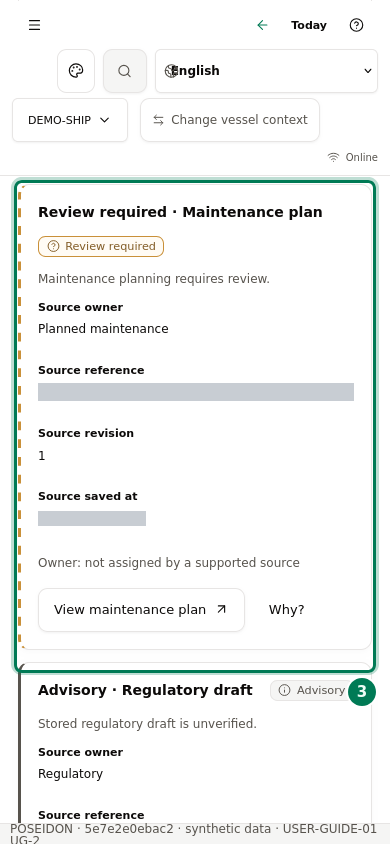 Today
English
DEMO-SHIP
Change vessel context
Online
Review required · Maintenance plan
Review required
Maintenance planning requires review.
Source owner
Planned maintenance
Source reference
Source revision
1
Source saved at
Owner: not assigned by a supported source
View maintenance plan
Why?
Advisory · Regulatory draft
Advisory
3
Stored regulatory draft is unverified.
Source owner
Regulatory
Source reference
POSEIDON · 5e7e2e0ebac2 · synthetic data · USER-GUIDE-01
UG-2